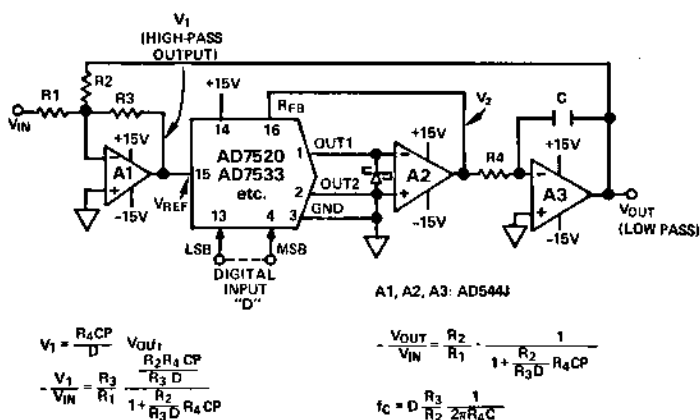 V1
(HIGH-PASS
OUTPUT)
R1
R2
R3
VIN
+15V
A1
−15V
VREF
+15V
14
16
RFB
15
AD7520
AD7533
etc.
1
OUT1
2
OUT2
3
GND
13
4
LSB
MSB
DIGITAL
INPUT
"D"
V2
+15V
A2
−15V
R4
C
+15V
A3
−15V
VOUT
(LOW PASS)
A1, A2, A3: AD544J
V1 = R4CP / D VOUT
- V1 / VIN = R3 / R1 · (R2R4CP / R3D) / (1 + R2 / R3D R4CP)
- VOUT / VIN = R2 / R1 · 1 / (1 + R2 / R3D R4CP)
fC = D R3 / R2 1 / 2πR4C